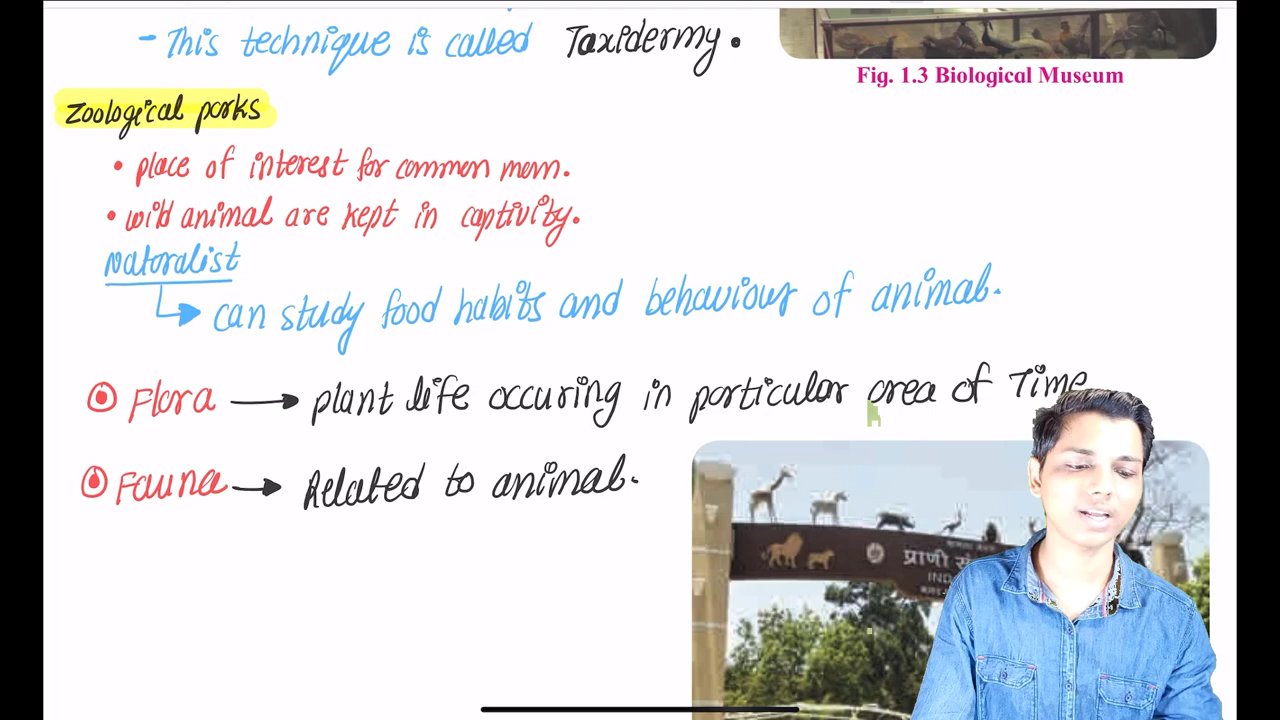 - This technique is called Taxidermy.
Fig. 1.3 Biological Museum
Zoological parks
• place of interest for common men.
• wild animal are kept in captivity.
Naturalist
can study food habits and behaviour of animal.
Flora → plant life occuring in particular area of Time
Fauna → Related to animal.
प्राणी
IND